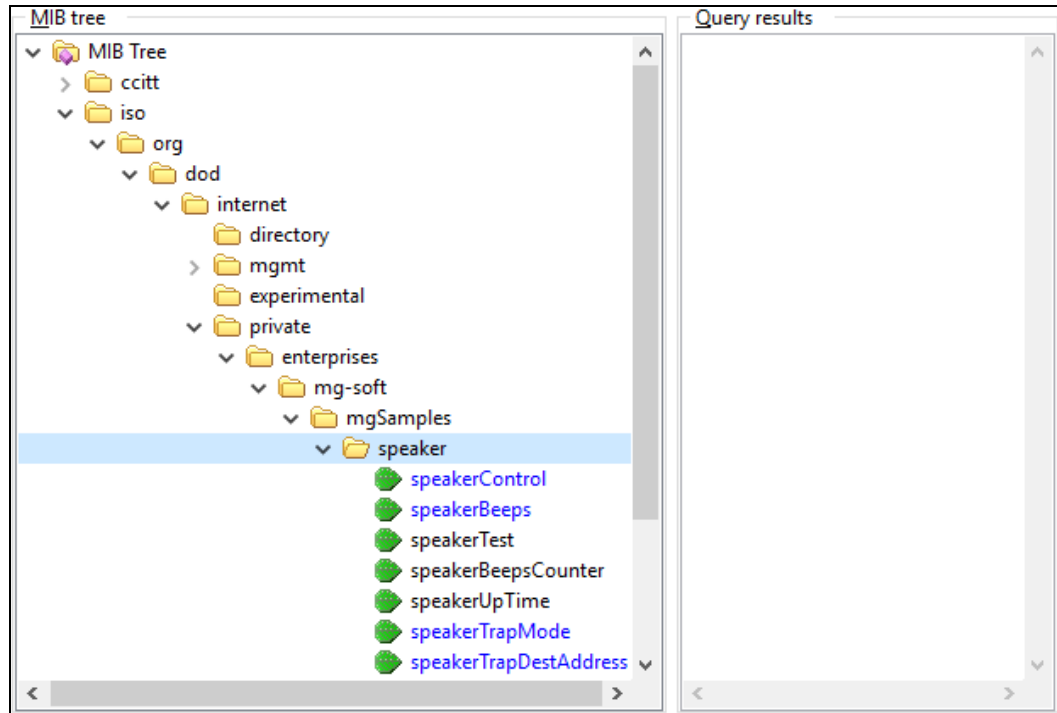 MIB tree
MIB Tree
ccitt
iso
org
dod
internet
directory
mgmt
experimental
private
enterprises
mg-soft
mgSamples
speaker
speakerControl
speakerBeeps
speakerTest
speakerBeepsCounter
speakerUpTime
speakerTrapMode
speakerTrapDestAddress
Query results